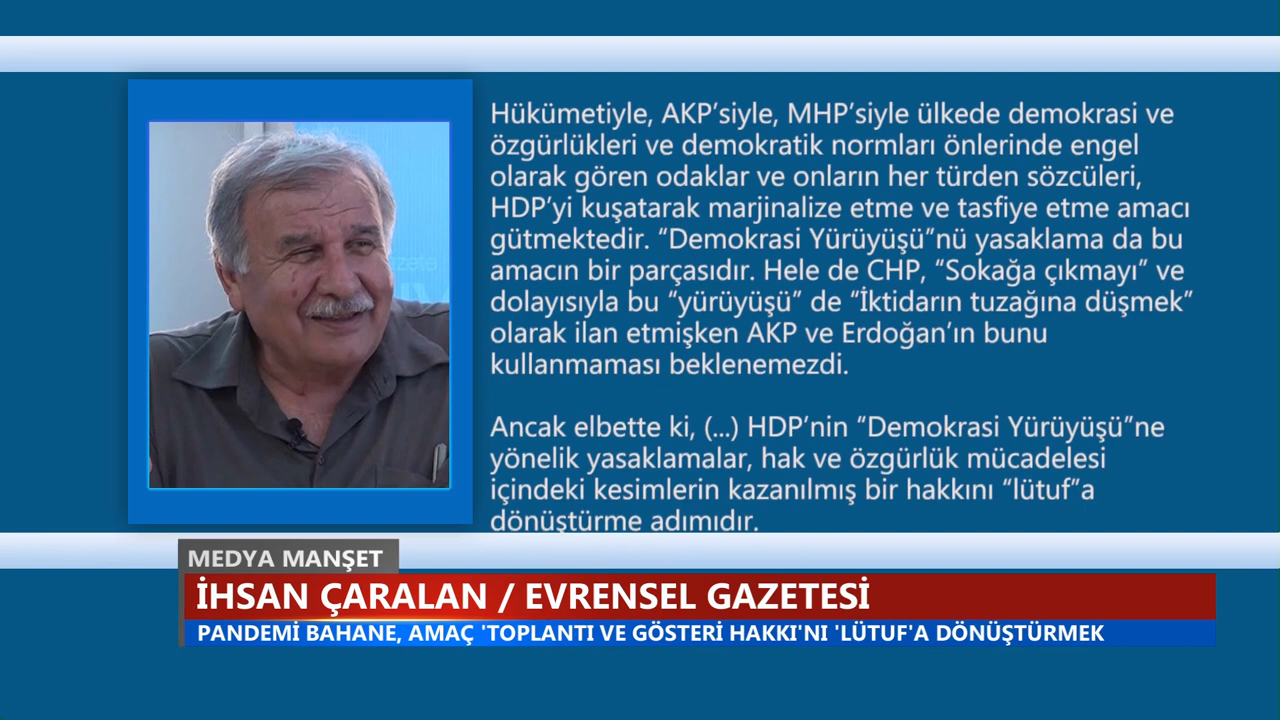 Hükümetiyle, AKP’siyle, MHP’siyle ülkede demokrasi ve
özgürlükleri ve demokratik normları önlerinde engel
olarak gören odaklar ve onların her türden sözcüleri,
HDP’yi kuşatarak marjinalize etme ve tasfiye etme amacı
gütmektedir. “Demokrasi Yürüyüşü”nü yasaklama da bu
amacın bir parçasıdır. Hele de CHP, “Sokağa çıkmayı” ve
dolayısıyla bu “yürüyüşü” de “İktidarın tuzağına düşmek”
olarak ilan etmişken AKP ve Erdoğan’ın bunu
kullanmaması beklenemezdi.
Ancak elbette ki, (...) HDP’nin “Demokrasi Yürüyüşü”ne
yönelik yasaklamalar, hak ve özgürlük mücadelesi
içindeki kesimlerin kazanılmış bir hakkını “lütuf”a
dönüştürme adımıdır.
MEDYA MANŞET
İHSAN ÇARALAN / EVRENSEL GAZETESİ
PANDEMİ BAHANE, AMAÇ 'TOPLANTI VE GÖSTERİ HAKKI'NI 'LÜTUF'A DÖNÜŞTÜRMEK